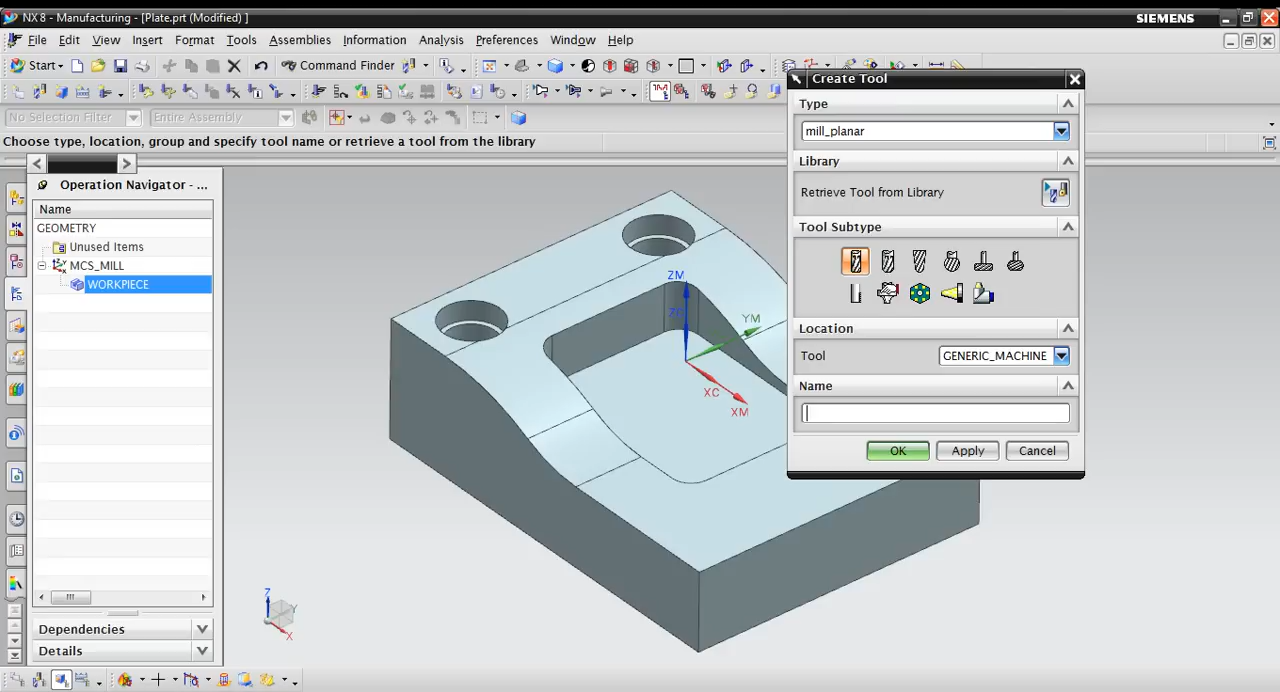 NX 8 - Manufacturing - [Plate.prt (Modified) ]
SIEMENS
File Edit View Insert Format Tools Assemblies Information Analysis Preferences Window Help
Start
Command Finder
No Selection Filter
Entire Assembly
Choose type, location, group and specify tool name or retrieve a tool from the library
Operation Navigator - ...
Name
GEOMETRY
Unused Items
MCS_MILL
WORKPIECE
Dependencies
Details
ZM
YM
XC
XM
Z
Y
X
Create Tool
Type
mill_planar
Library
Retrieve Tool from Library
Tool Subtype
Location
Tool
GENERIC_MACHINE
Name
OK
Apply
Cancel